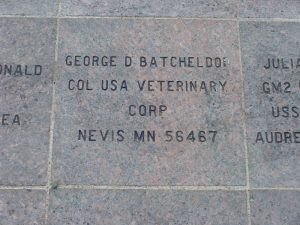 GEORGE D BATCHELDOR
COL USA VETERINARY
CORP
NEVIS MN 56467
ONALD
EA
JULIA
GM2
USS
AUDRE